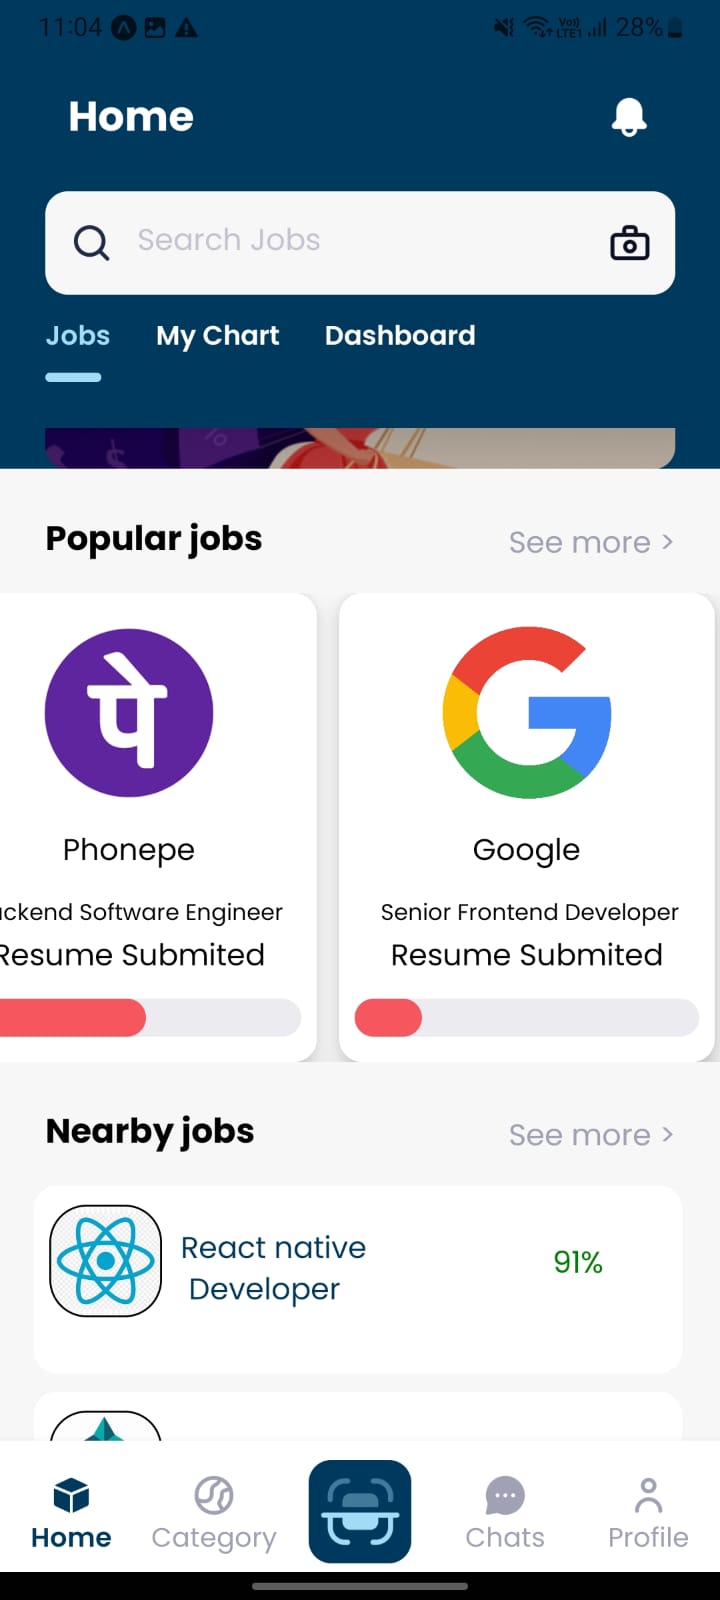 11:04
Vo))
LTE1
28%
Home
Search Jobs
Jobs
My Chart
Dashboard
Popular jobs
See more >
पे
Phonepe
ckend Software Engineer
Resume Submited
Google
Senior Frontend Developer
Resume Submited
Nearby jobs
See more >
React native
Developer
91%
Home
Category
Chats
Profile